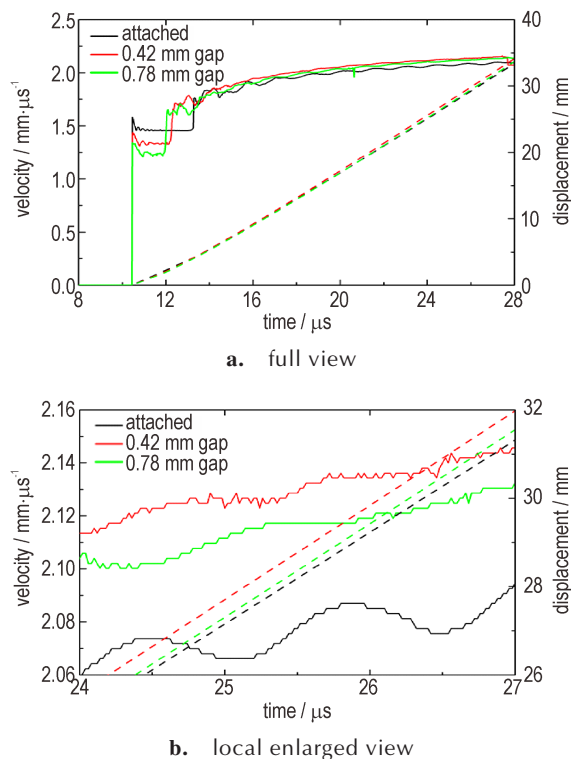 2.5
2.0
1.5
1.0
0.5
0.0
velocity / mm·μs⁻¹
attached
0.42 mm gap
0.78 mm gap
40
30
20
10
0
displacement / mm
8 12 16 20 24 28
time / μs
a. full view
2.16
2.14
2.12
2.10
2.08
2.06
velocity / mm·μs⁻¹
attached
0.42 mm gap
0.78 mm gap
32
30
28
26
displacement / mm
24 25 26 27
time / μs
b. local enlarged view